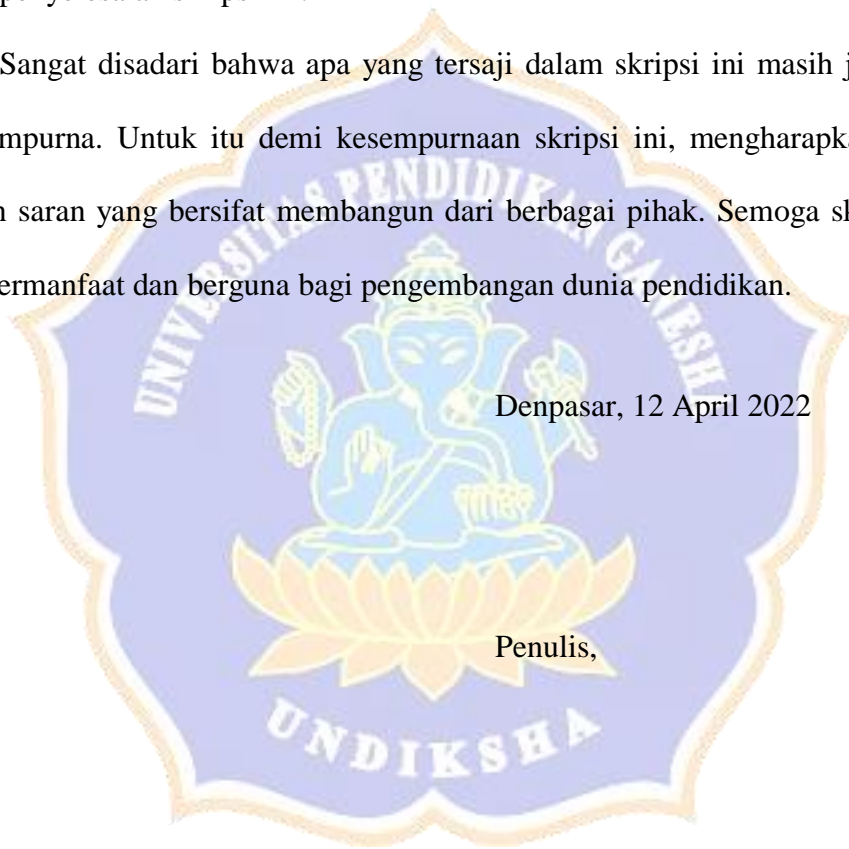 Sangat disadari bahwa apa yang tersaji dalam skripsi ini masih j
mpurna. Untuk itu demi kesempurnaan skripsi ini, mengharapka
n saran yang bersifat membangun dari berbagai pihak. Semoga sk
ermanfaat dan berguna bagi pengembangan dunia pendidikan.
UNIVERSITAS PENDIDIKAN GANESHA
Denpasar, 12 April 2022
Penulis,
UNDIKSHA